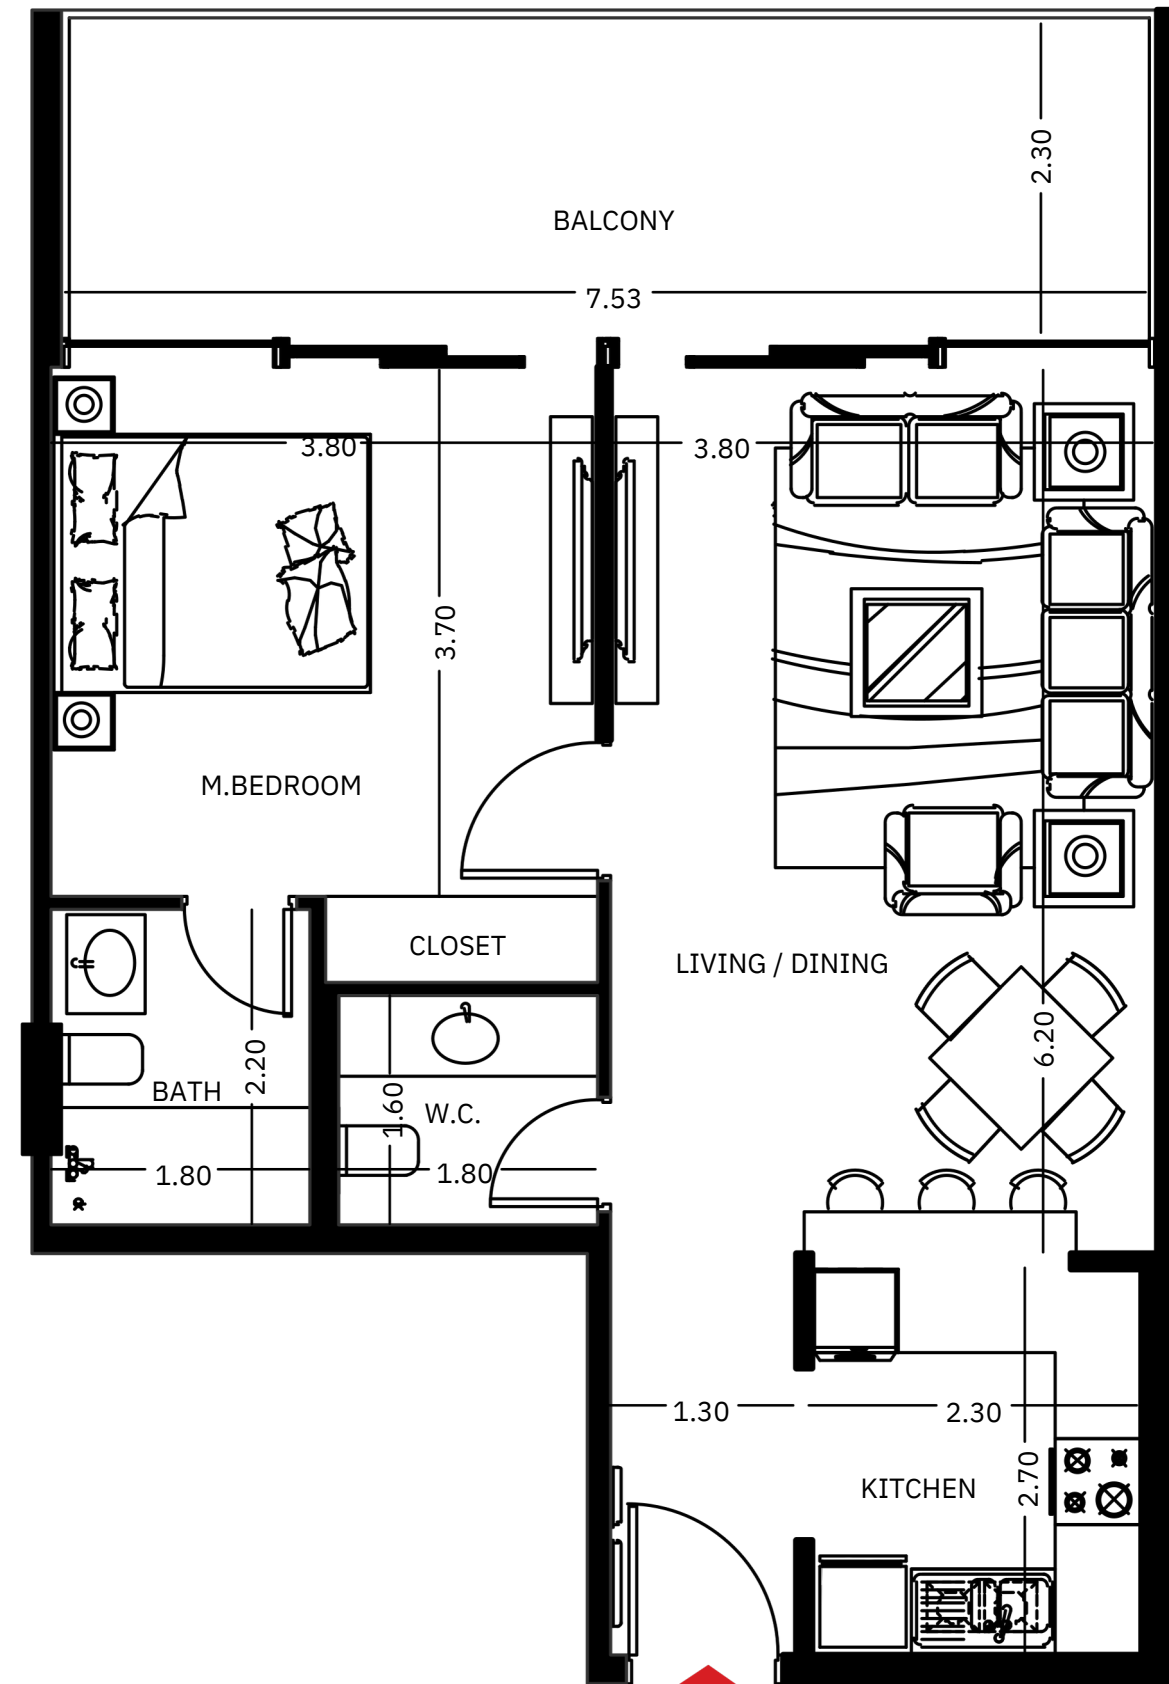 2.30
BALCONY
7.53
3.80
3.80
3.70
M.BEDROOM
CLOSET
LIVING / DINING
6.20
2.20
BATH
1.60
W.C.
1.80
1.80
1.30
2.30
KITCHEN
2.70